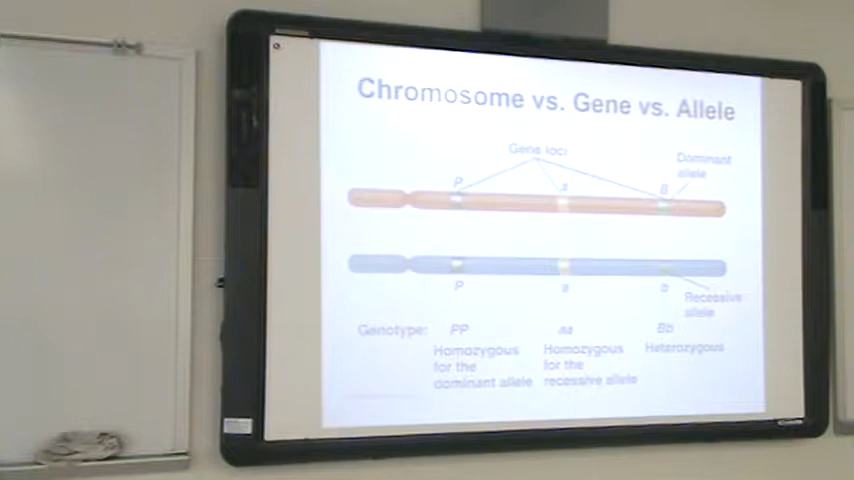 Chromosome vs. Gene vs. Allele
Gene loci
Dominant
allele
P a B
P a b
Recessive
allele
Genotype: PP aa Bb
Homozygous
for the
dominant allele
Homozygous
for the
recessive allele
Heterozygous